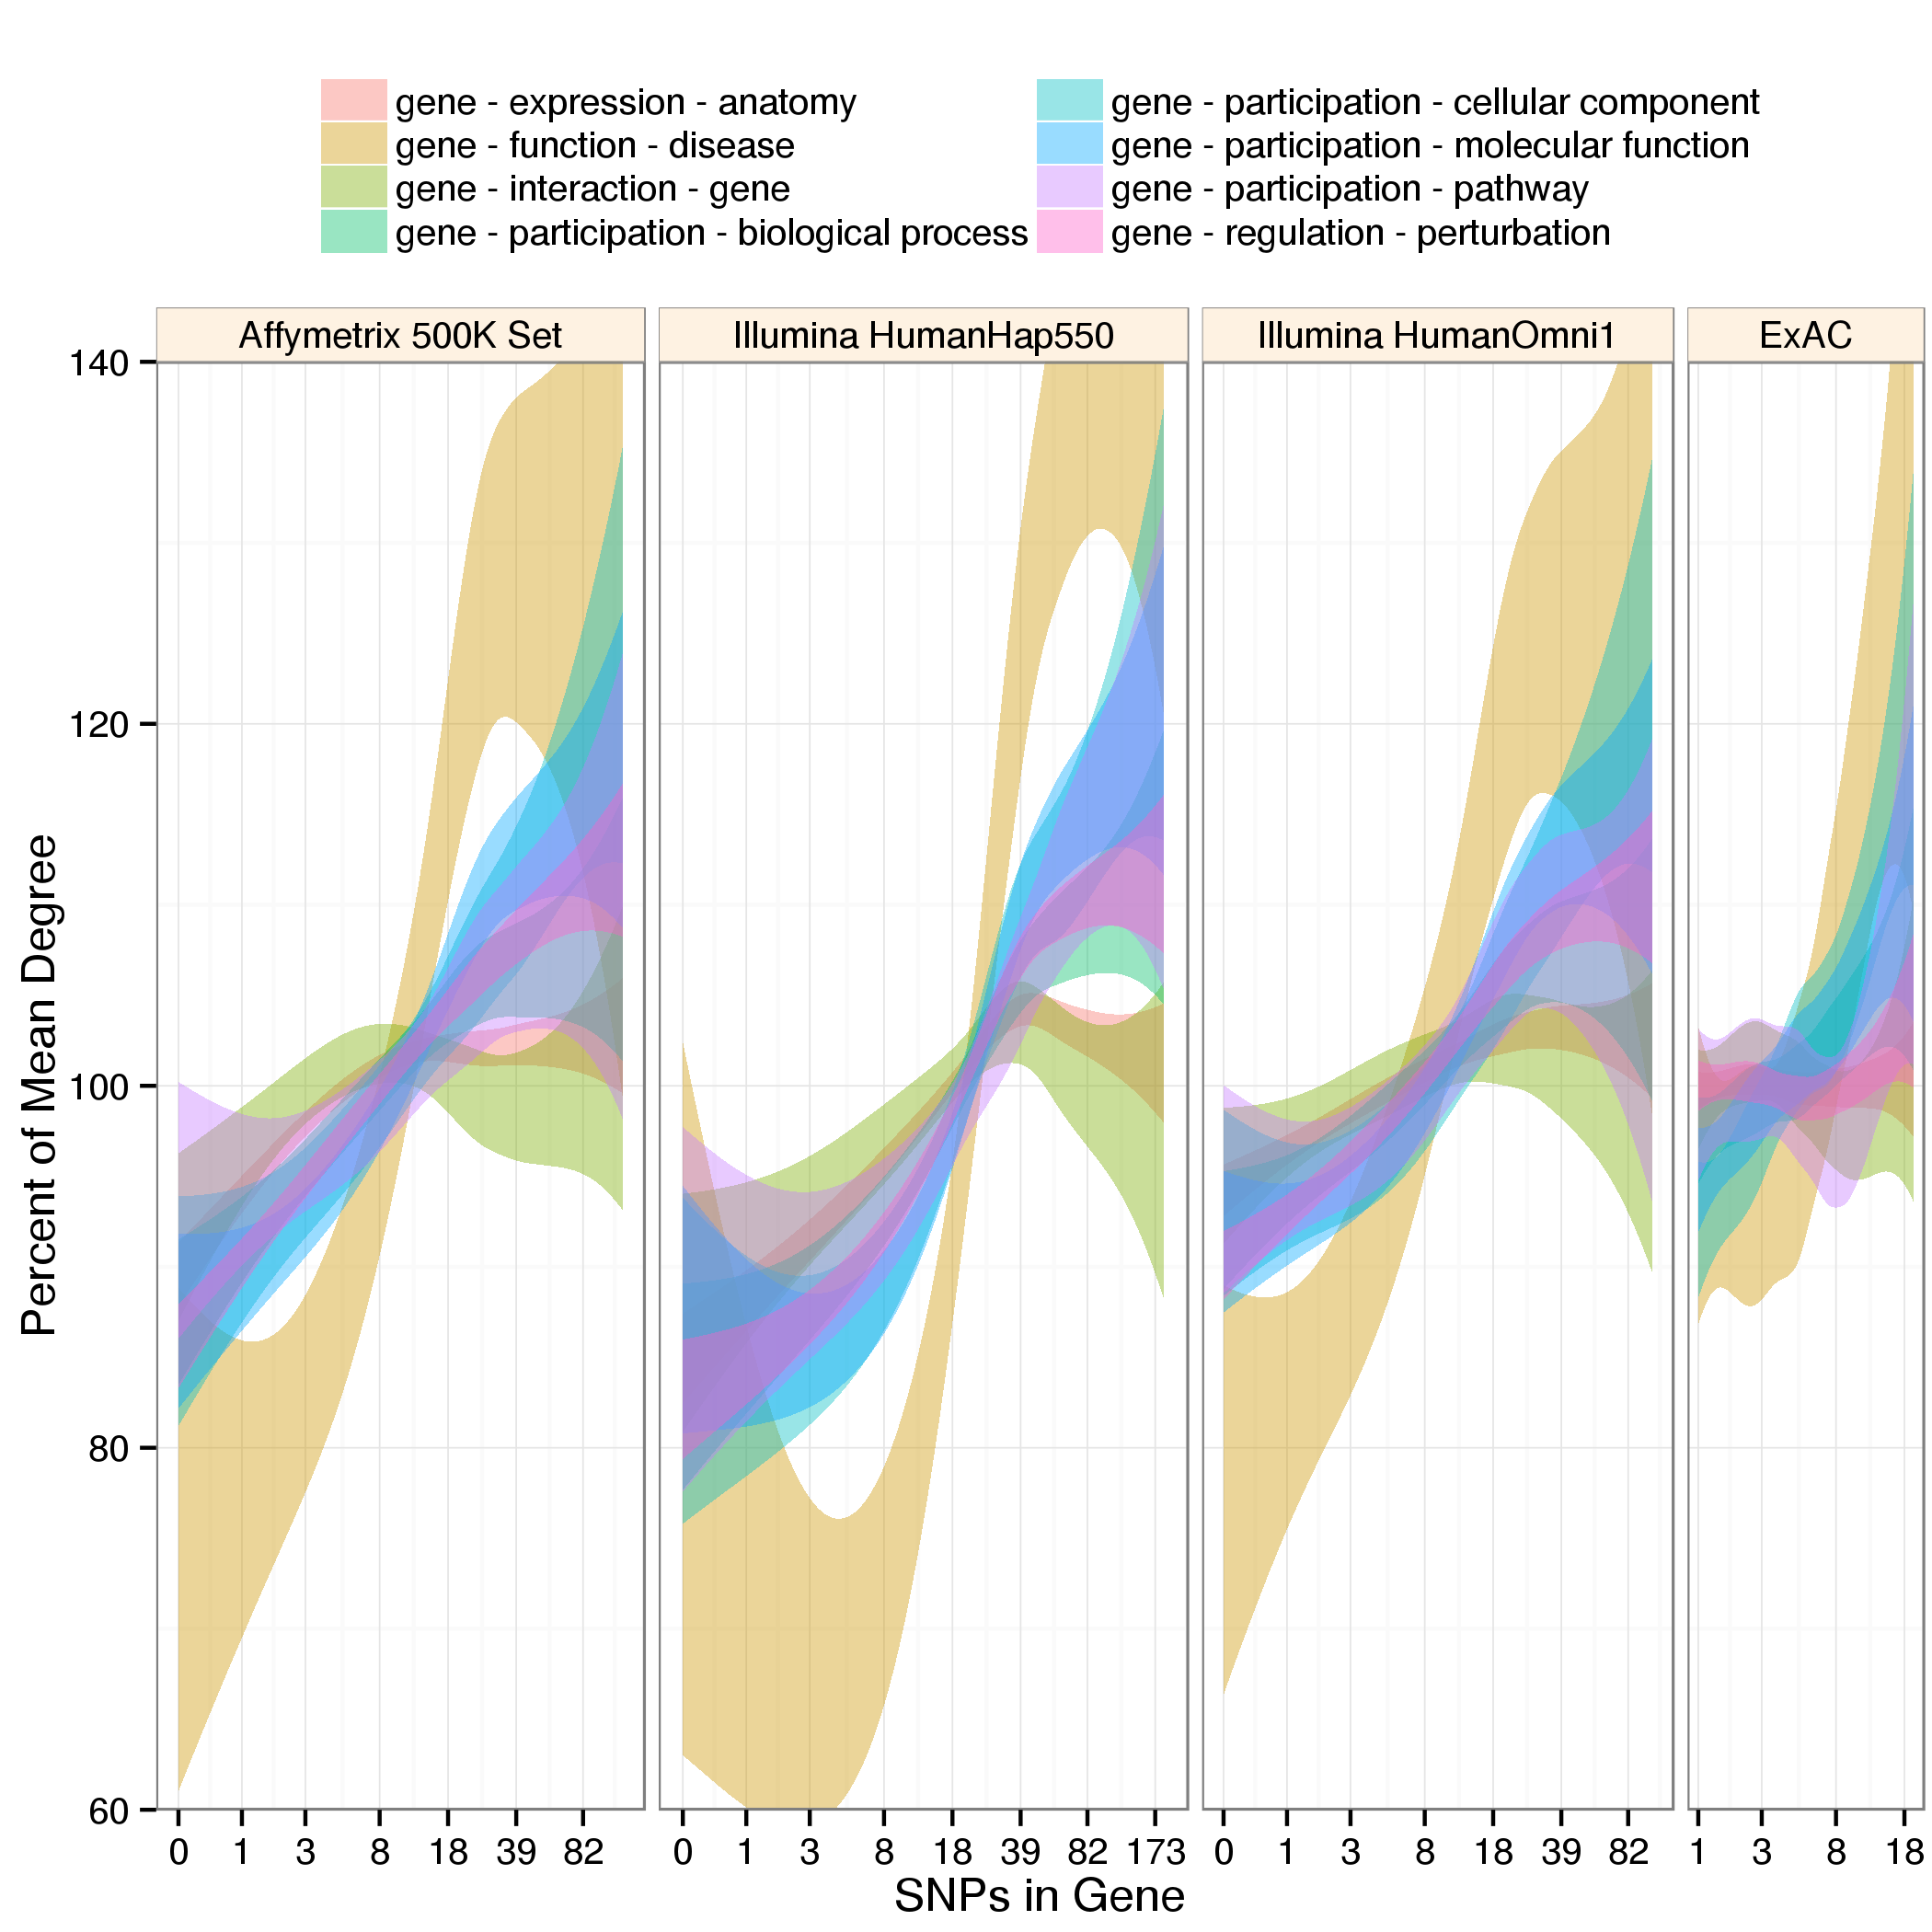 gene - expression - anatomy
gene - function - disease
gene - interaction - gene
gene - participation - biological process
gene - participation - cellular component
gene - participation - molecular function
gene - participation - pathway
gene - regulation - perturbation
Affymetrix 500K Set
Illumina HumanHap550
Illumina HumanOmni1
ExAC
Percent of Mean Degree
140
120
100
80
60
0 1 3 8 18 39 82
0 1 3 8 18 39 82 173
0 1 3 8 18 39 82
1 3 8 18
SNPs in Gene